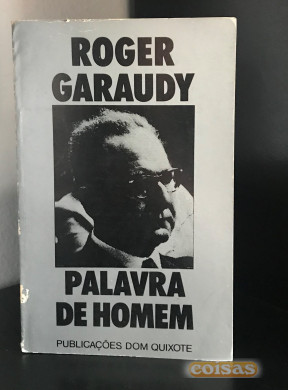 ROGER
GARAUDY
PALAVRA
DE HOMEM
PUBLICAÇÕES DOM QUIXOTE
coisas